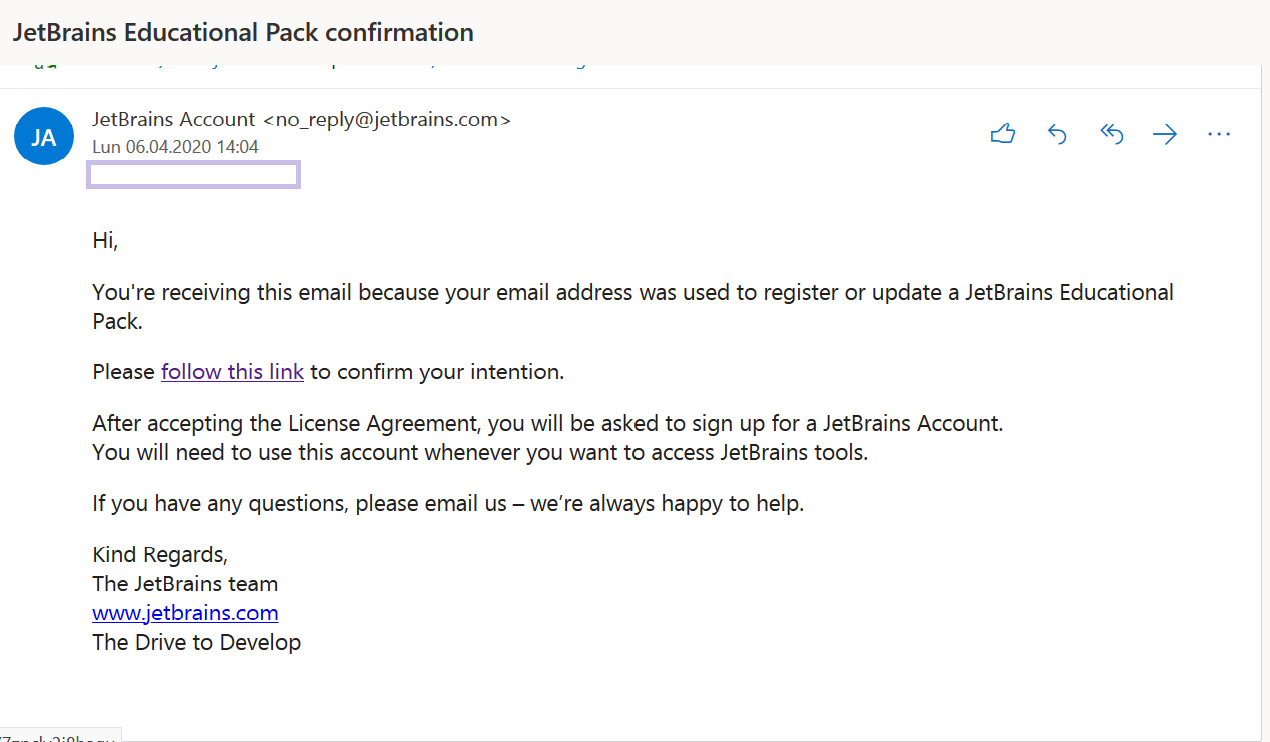 JetBrains Educational Pack confirmation
JA
JetBrains Account <no_reply@jetbrains.com>
Lun 06.04.2020 14:04
Hi,
You're receiving this email because your email address was used to register or update a JetBrains Educational
Pack.
Please follow this link to confirm your intention.
After accepting the License Agreement, you will be asked to sign up for a JetBrains Account.
You will need to use this account whenever you want to access JetBrains tools.
If you have any questions, please email us – we’re always happy to help.
Kind Regards,
The JetBrains team
www.jetbrains.com
The Drive to Develop